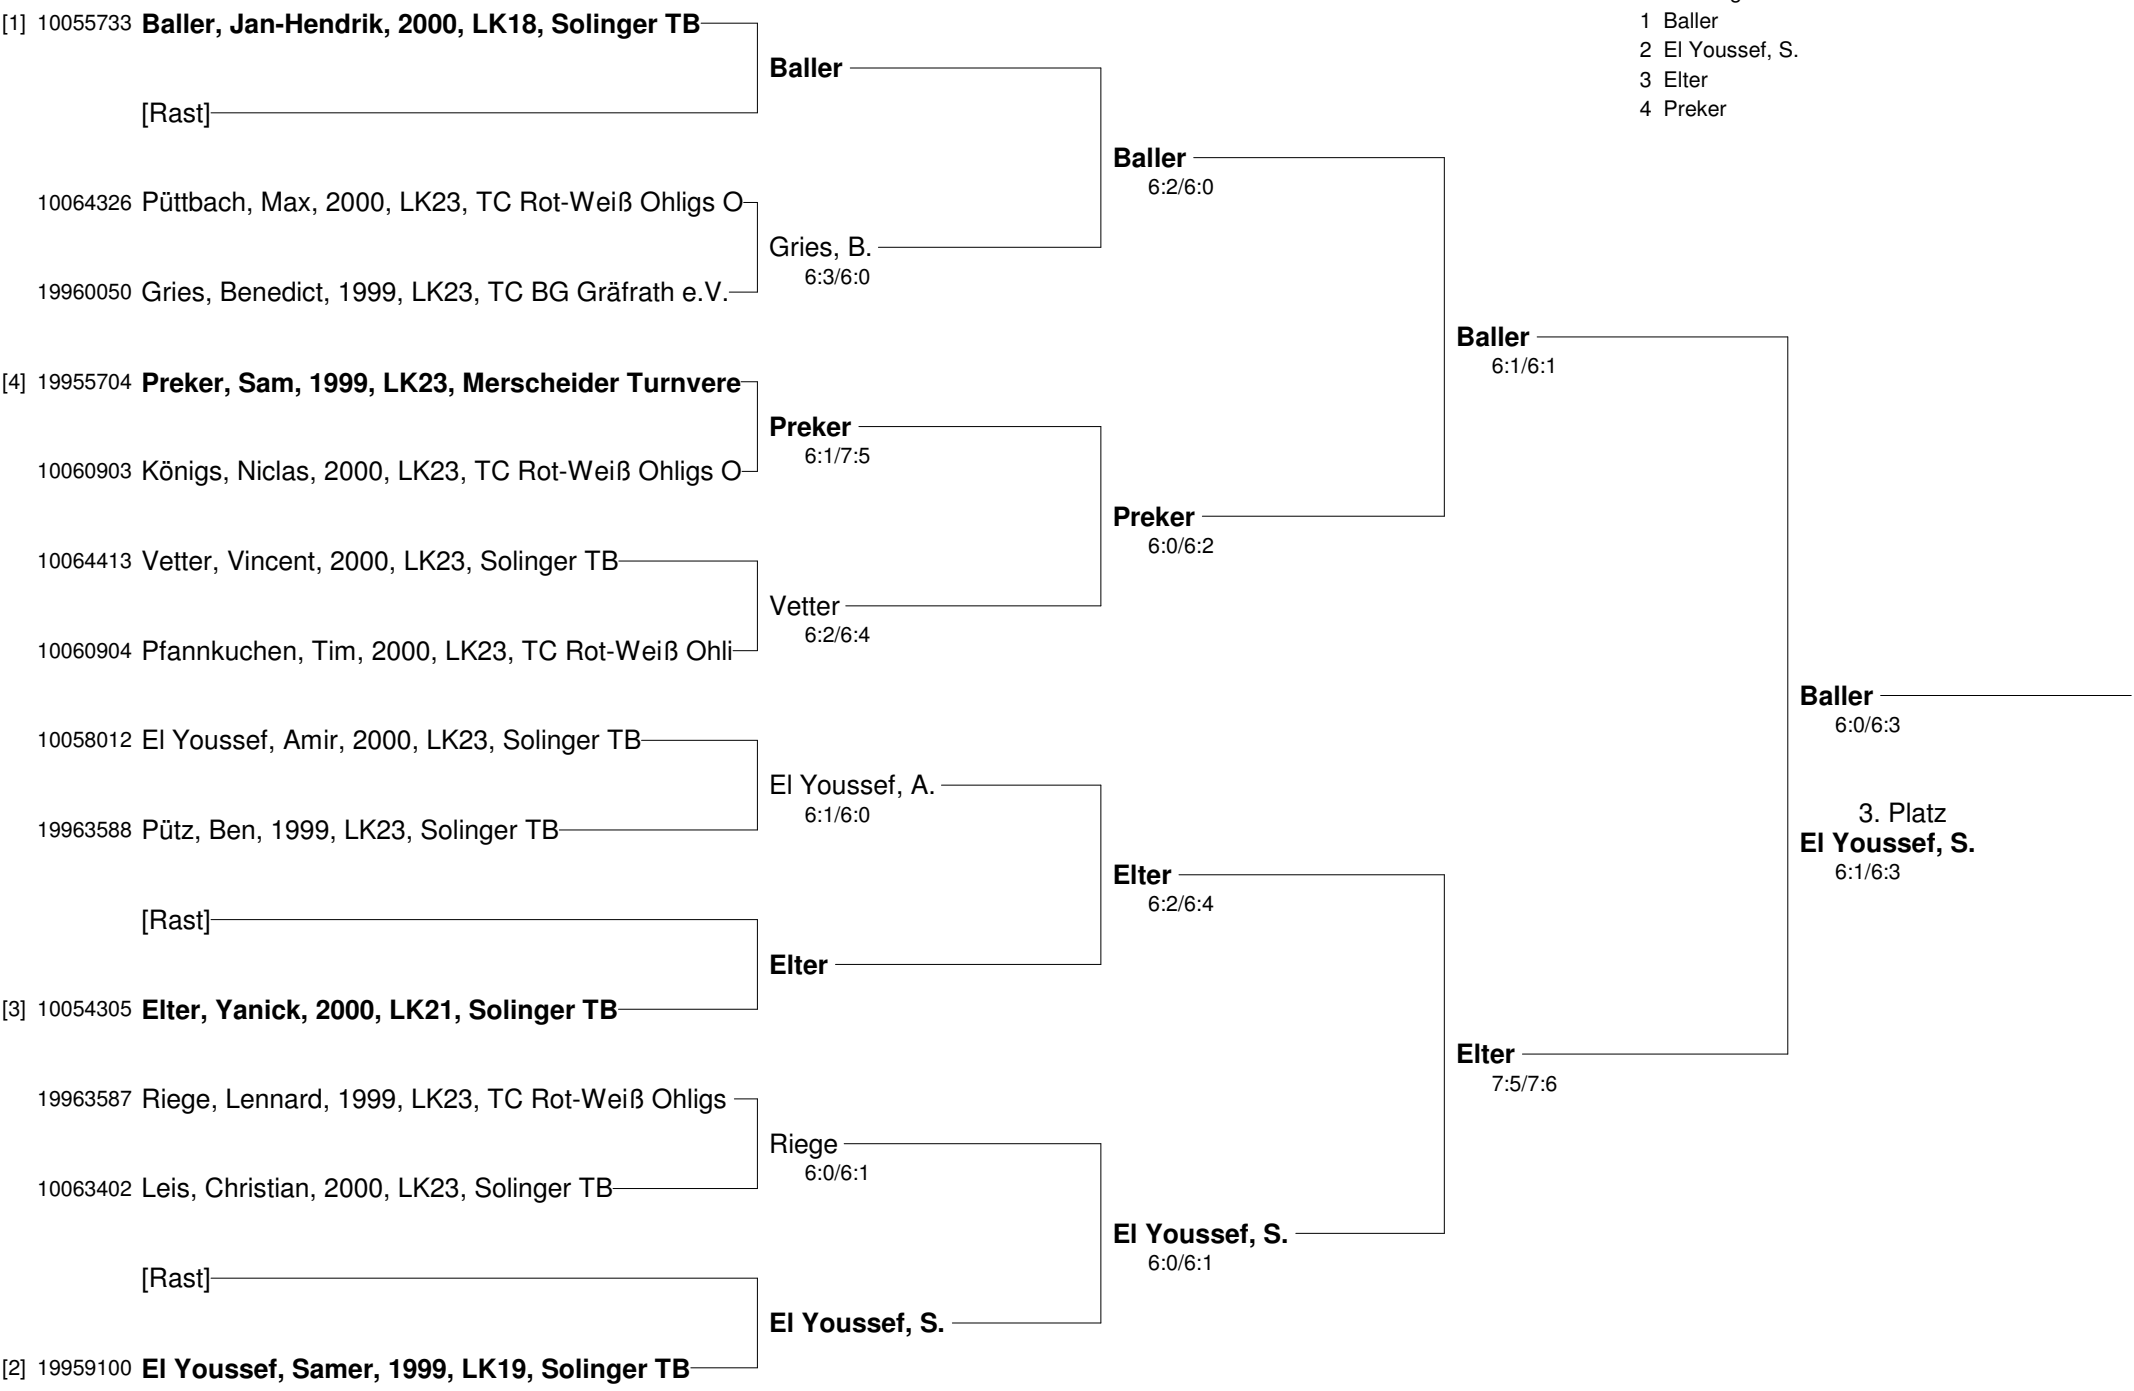 [1] 10055733 Baller, Jan-Hendrik, 2000, LK18, Solinger TB
[Rast]
10064326 Püttbach, Max, 2000, LK23, TC Rot-Weiß Ohligs O
19960050 Gries, Benedict, 1999, LK23, TC BG Gräfrath e.V.
[4] 19955704 Preker, Sam, 1999, LK23, Merscheider Turnvere
10060903 Königs, Niclas, 2000, LK23, TC Rot-Weiß Ohligs O
10064413 Vetter, Vincent, 2000, LK23, Solinger TB
10060904 Pfannkuchen, Tim, 2000, LK23, TC Rot-Weiß Ohli
10058012 El Youssef, Amir, 2000, LK23, Solinger TB
19963588 Pütz, Ben, 1999, LK23, Solinger TB
[Rast]
[3] 10054305 Elter, Yanick, 2000, LK21, Solinger TB
19963587 Riege, Lennard, 1999, LK23, TC Rot-Weiß Ohligs
10063402 Leis, Christian, 2000, LK23, Solinger TB
[Rast]
[2] 19959100 El Youssef, Samer, 1999, LK19, Solinger TB
Baller
Gries, B.
6:3/6:0
Preker
6:1/7:5
Vetter
6:2/6:4
El Youssef, A.
6:1/6:0
Elter
Riege
6:0/6:1
El Youssef, S.
Baller
6:2/6:0
Preker
6:0/6:2
Elter
6:2/6:4
El Youssef, S.
6:0/6:1
Baller
6:1/6:1
Elter
7:5/7:6
Baller
6:0/6:3
3. Platz
El Youssef, S.
6:1/6:3
1 Baller
2 El Youssef, S.
3 Elter
4 Preker